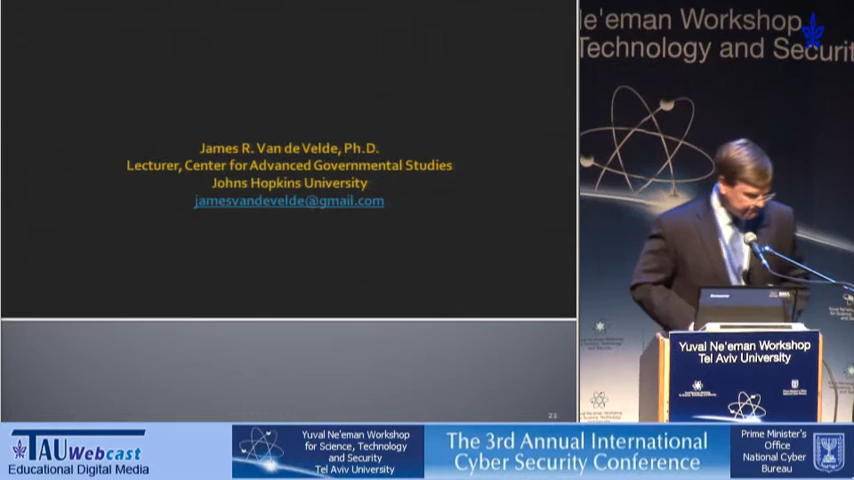 James R. Van de Velde, Ph.D.
Lecturer, Center for Advanced Governmental Studies
Johns Hopkins University
jamesvandevelde@gmail.com
21
Ne'eman Workshop
Technology and Securit
Yuval Ne'eman Workshop
Tel Aviv University
TAU Webcast
Educational Digital Media
Yuval Ne'eman Workshop
for Science, Technology
and Security
Tel Aviv University
The 3rd Annual International
Cyber Security Conference
Prime Minister's
Office
National Cyber
Bureau